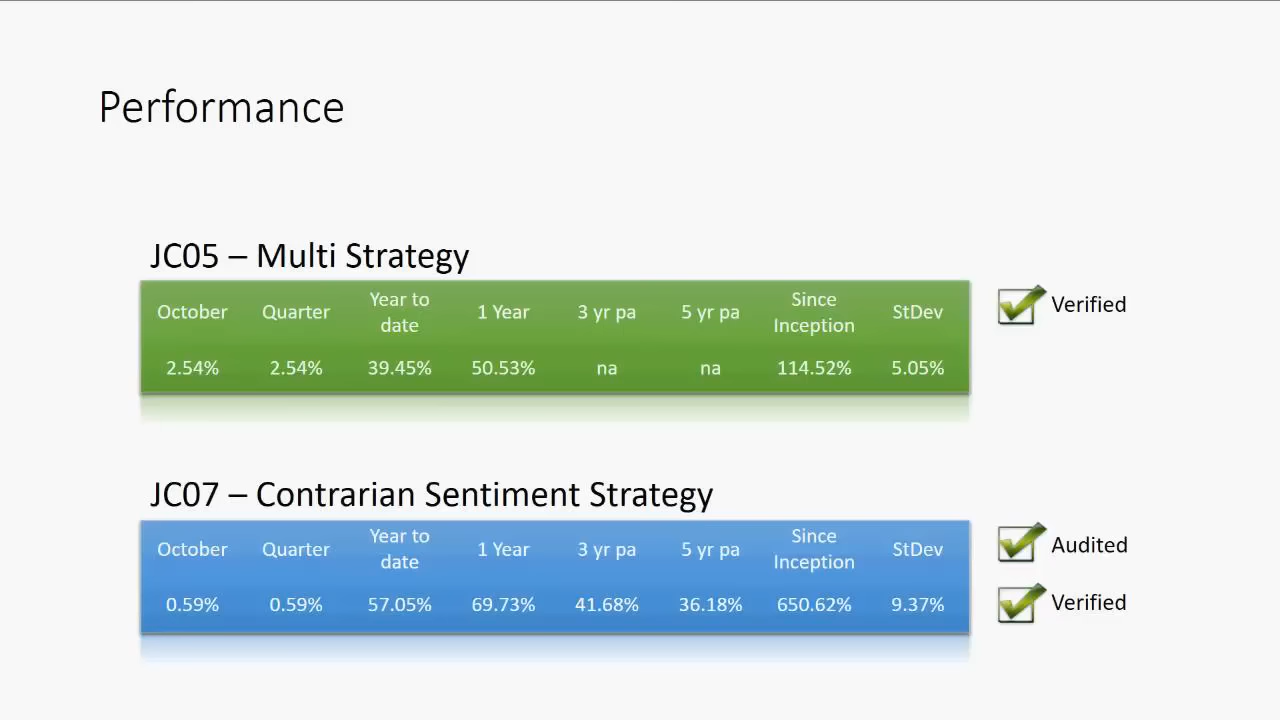 Performance
JC05 – Multi Strategy
October Quarter Year to date 1 Year 3 yr pa 5 yr pa Since Inception StDev
2.54% 2.54% 39.45% 50.53% na na 114.52% 5.05%
Verified
JC07 – Contrarian Sentiment Strategy
October Quarter Year to date 1 Year 3 yr pa 5 yr pa Since Inception StDev
0.59% 0.59% 57.05% 69.73% 41.68% 36.18% 650.62% 9.37%
Audited
Verified